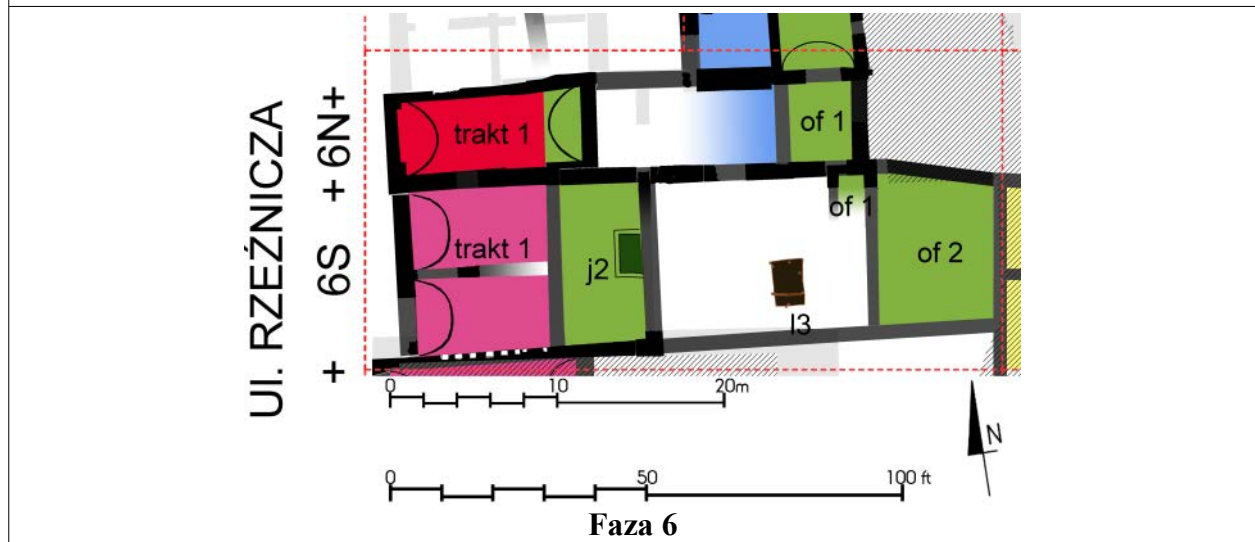 UI. RZEŹNICZA
+ 6S + 6N+
trakt 1
of 1
trakt 1
j2
of 1
of 2
l3
0 10 20m
N
0 50 100 ft
Faza 6